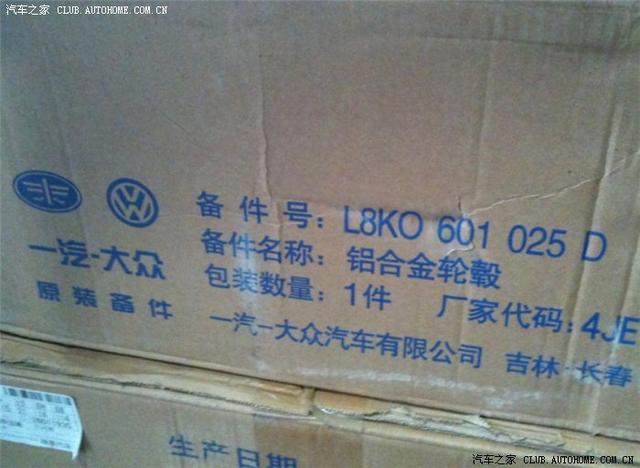 汽车之家 CLUB.AUTOHOME.COM.CN
备件号: L8KO 601 025 D
备件名称: 铝合金轮毂
包装数量: 1件 厂家代码: 4JE
一汽-大众
原装备件
一汽-大众汽车有限公司 吉林·长春
生产日期
汽车之家 CLUB.AUTOHOME.COM.CN